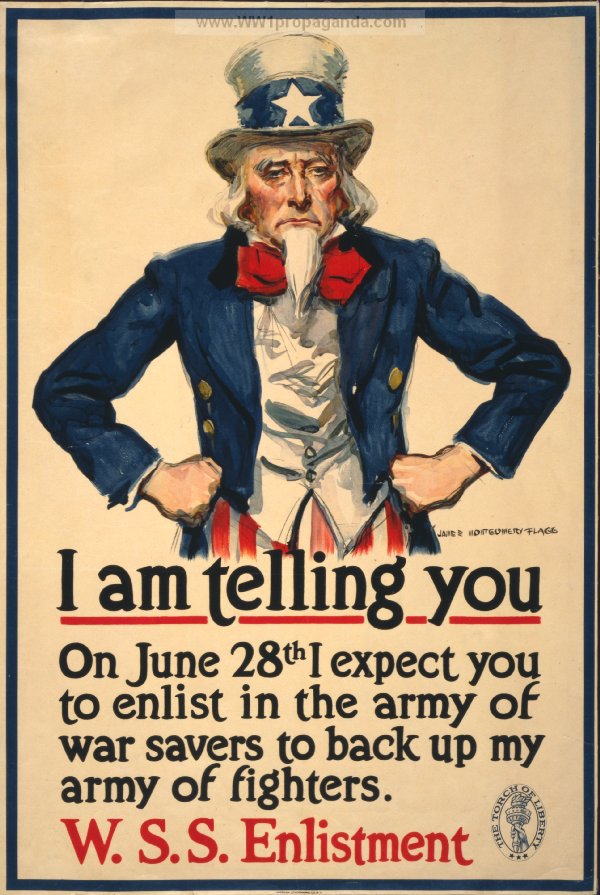 www.WW1propaganda.com
JAMES MONTGOMERY FLAGG
I am telling you
On June 28th I expect you
to enlist in the army of
war savers to back up my
army of fighters.
W. S. S. Enlistment
THE TORCH OF LIBERTY